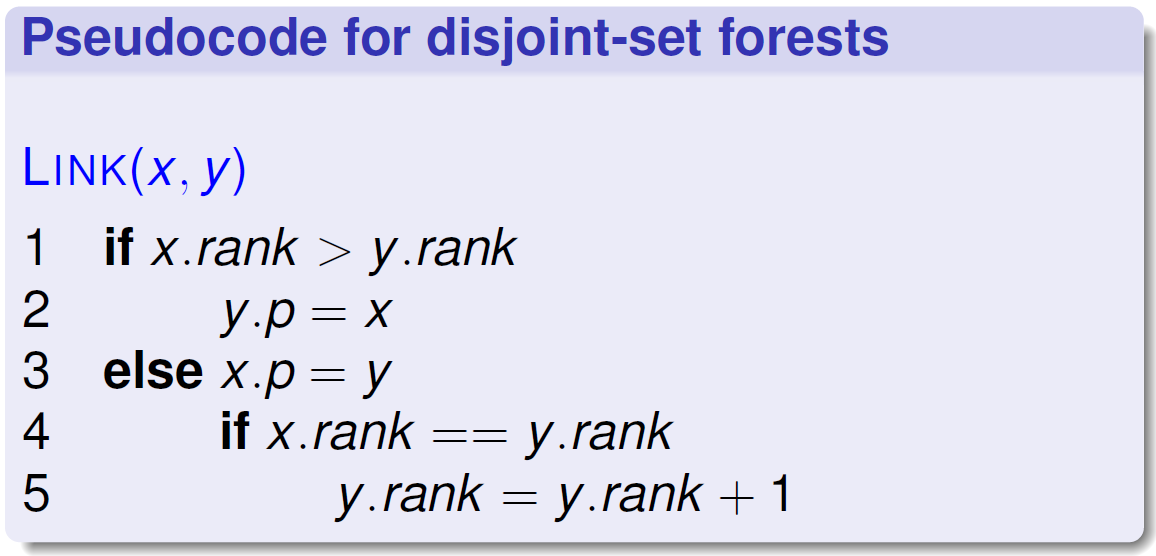 Pseudocode for disjoint-set forests
LINK(x, y)
1 if x.rank > y.rank
2 y.p = x
3 else x.p = y
4 if x.rank == y.rank
5 y.rank = y.rank + 1